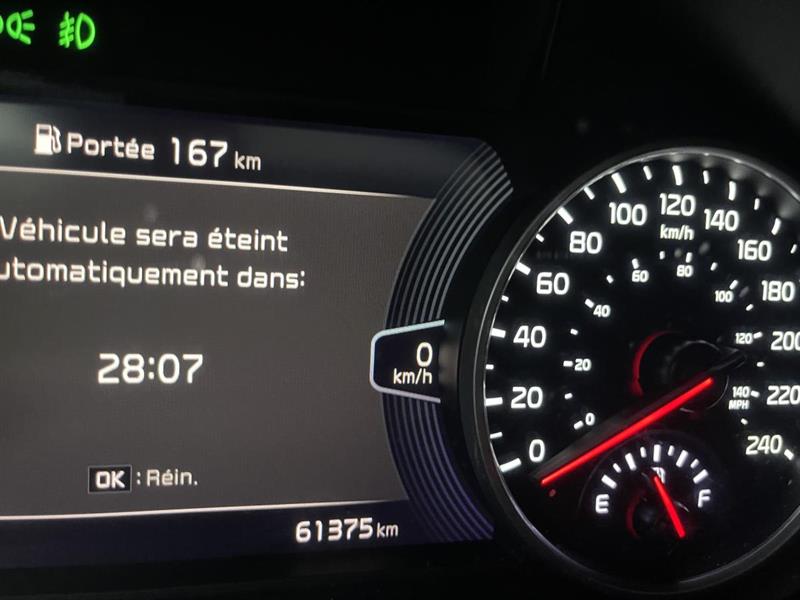 Portée 167 km
Véhicule sera éteint
automatiquement dans:
28:07
OK : Réin.
61375 km
0
km/h
0
20
40
60
80
100
120
140
160
180
200
220
240
km/h
0
20
40
60
80
100
120
140
MPH
E
F